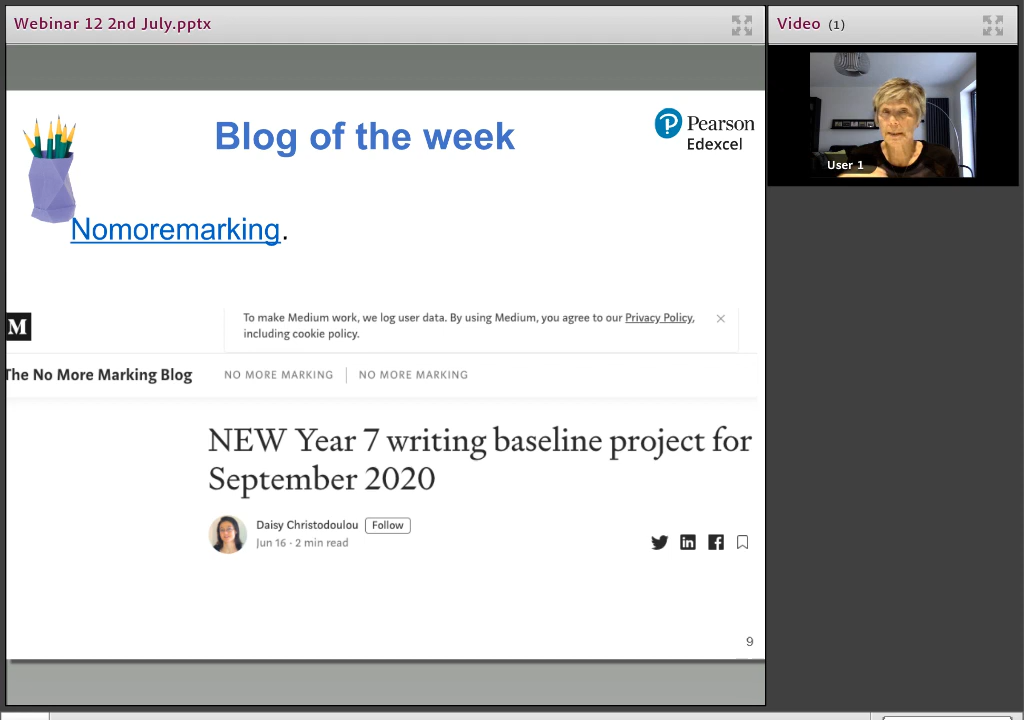 Webinar 12 2nd July.pptx
Video (1)
Blog of the week
Pearson
Edexcel
User 1
Nomoremarking.
M
To make Medium work, we log user data. By using Medium, you agree to our Privacy Policy,
including cookie policy.
The No More Marking Blog
NO MORE MARKING
NO MORE MARKING
NEW Year 7 writing baseline project for
September 2020
Daisy Christodoulou Follow
Jun 16 · 2 min read
9